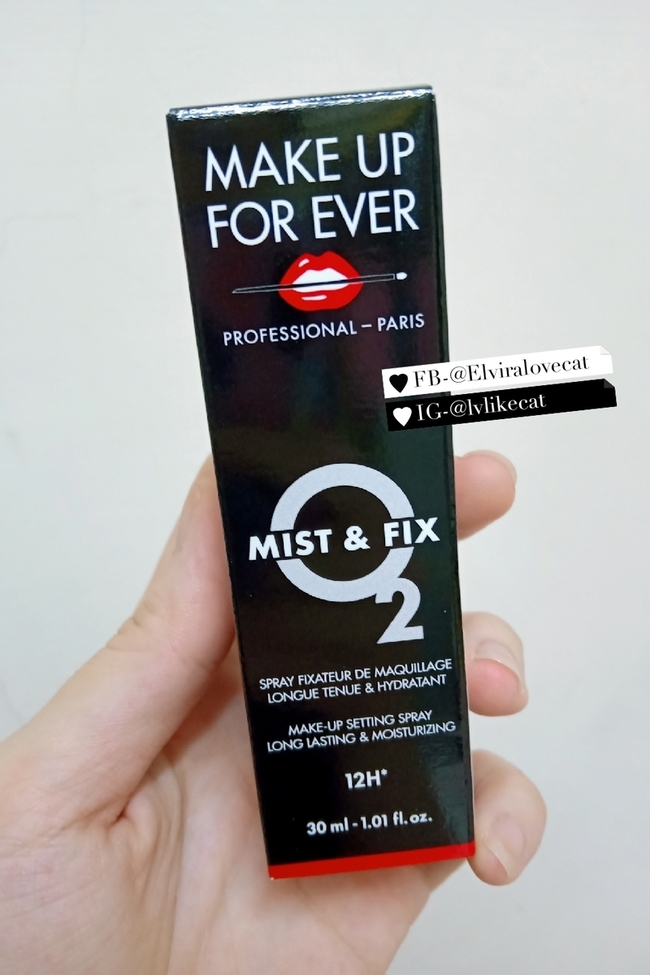 MAKE UP
FOR EVER
PROFESSIONAL – PARIS
FB-@Elviralovecat
IG-@lvlikecat
O2
MIST & FIX
SPRAY FIXATEUR DE MAQUILLAGE
LONGUE TENUE & HYDRATANT
MAKE-UP SETTING SPRAY
LONG LASTING & MOISTURIZING
12H*
30 ml - 1.01 fl. oz.